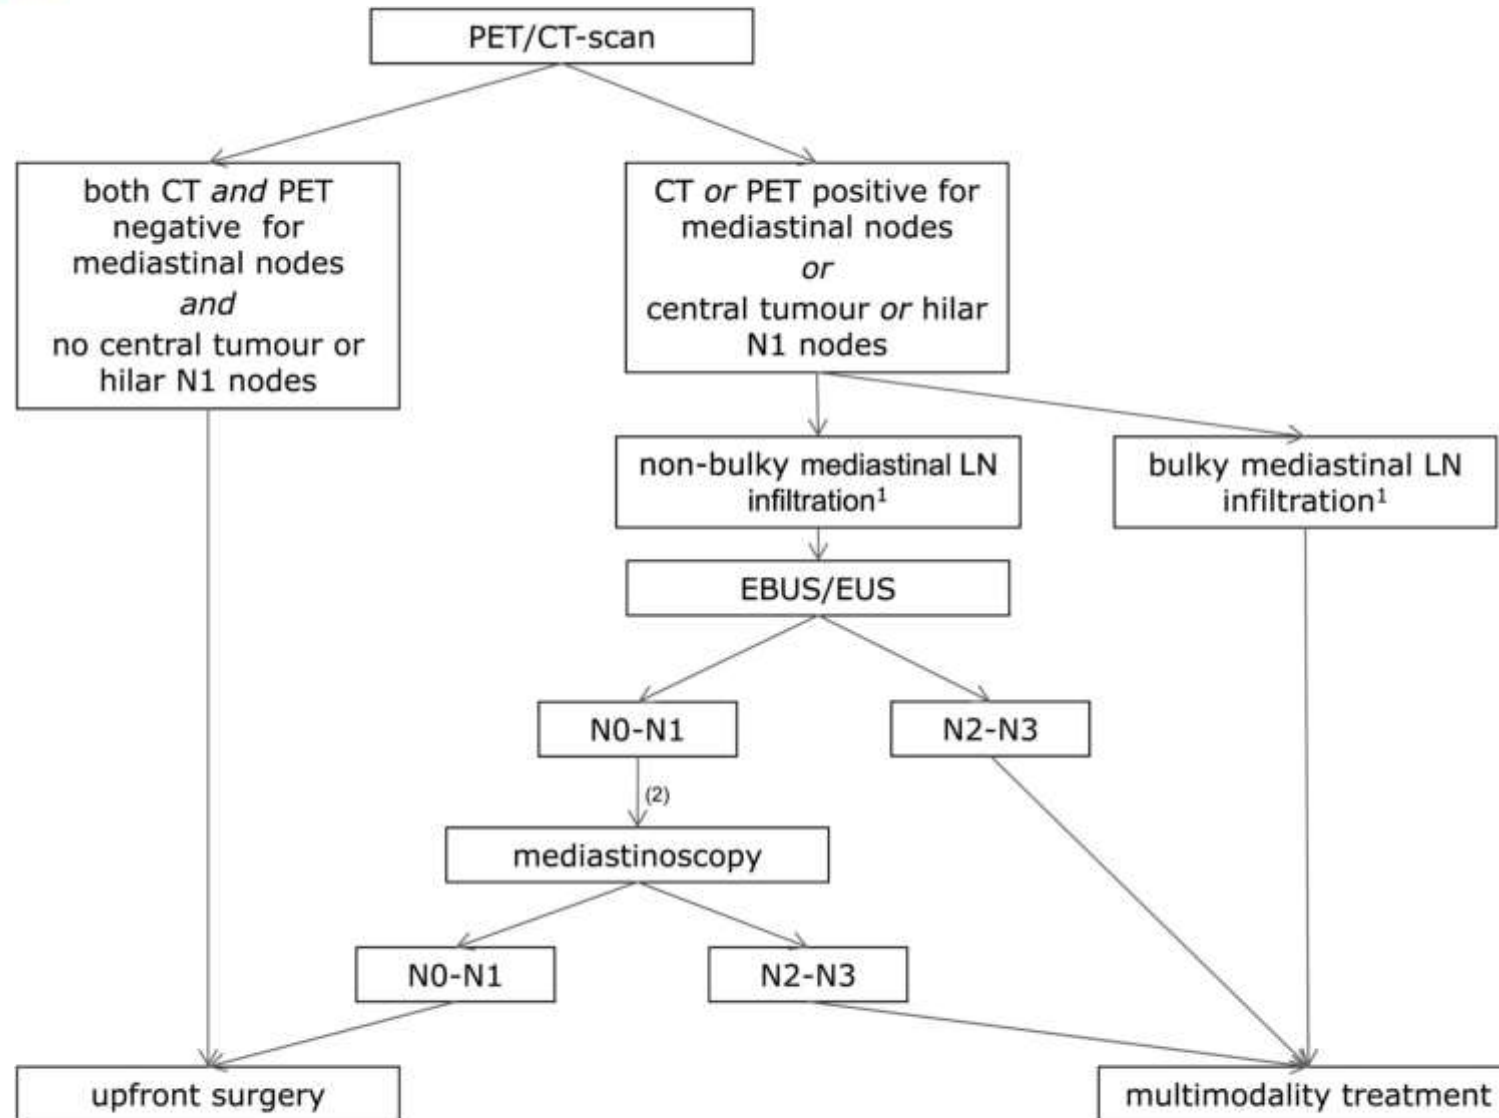 PET/CT-scan
both CT and PET
negative for
mediastinal nodes
and
no central tumour or
hilar N1 nodes
CT or PET positive for
mediastinal nodes
or
central tumour or hilar
N1 nodes
non-bulky mediastinal LN
infiltration¹
bulky mediastinal LN
infiltration¹
EBUS/EUS
N0-N1
N2-N3
(2)
mediastinoscopy
N0-N1
N2-N3
upfront surgery
multimodality treatment